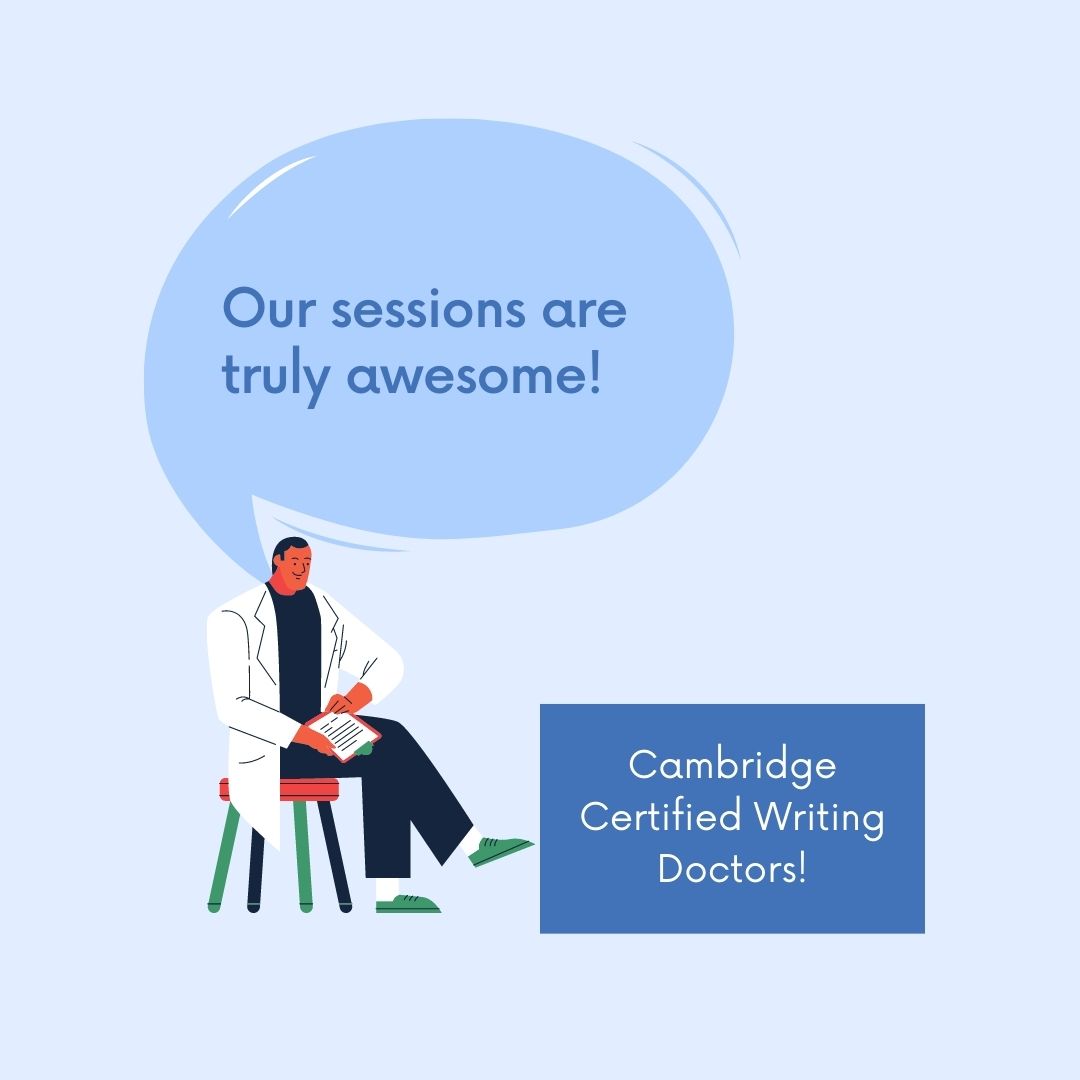 Our sessions are
truly awesome!
Cambridge
Certified Writing
Doctors!